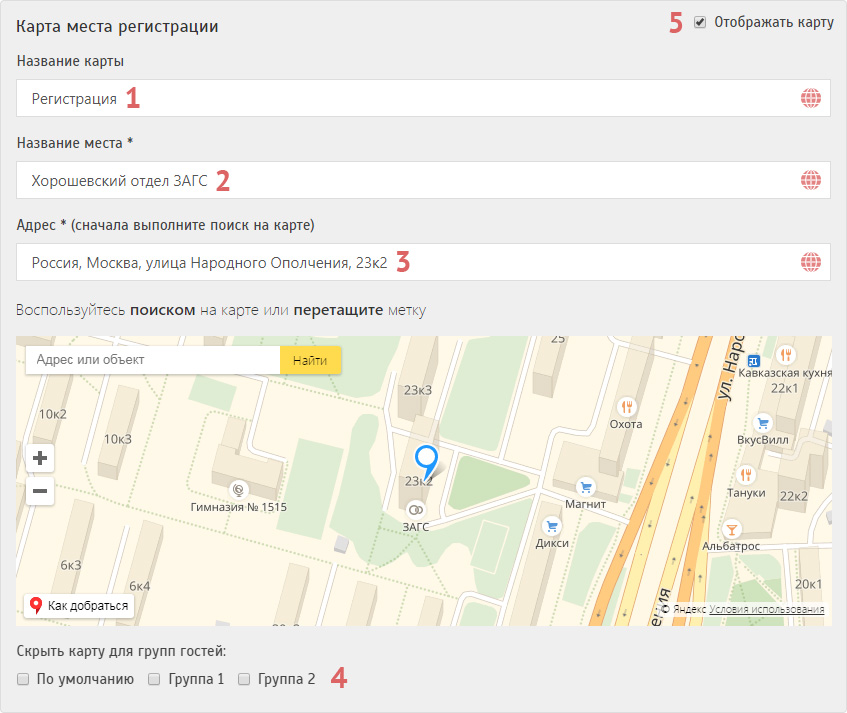 Карта места регистрации
5 Отображать карту
Название карты
Регистрация 1
Название места *
Хорошевский отдел ЗАГС 2
Адрес * (сначала выполните поиск на карте)
Россия, Москва, улица Народного Ополчения, 23к2 3
Воспользуйтесь поиском на карте или перетащите метку
25
ул. Наро
Адрес или объект Найти
Кавказская кухня
22к1
23к3
10к2
Охота
10к3
ВкусВилл
23к2
Тануки
22к2
Гимназия № 1515
Магнит
ЗАГС
Дикси
Альбатрос
6к3
6к4
20к1
Как добраться
ения
© Яндекс Условия использования
Скрыть карту для групп гостей:
По умолчанию Группа 1 Группа 2 4